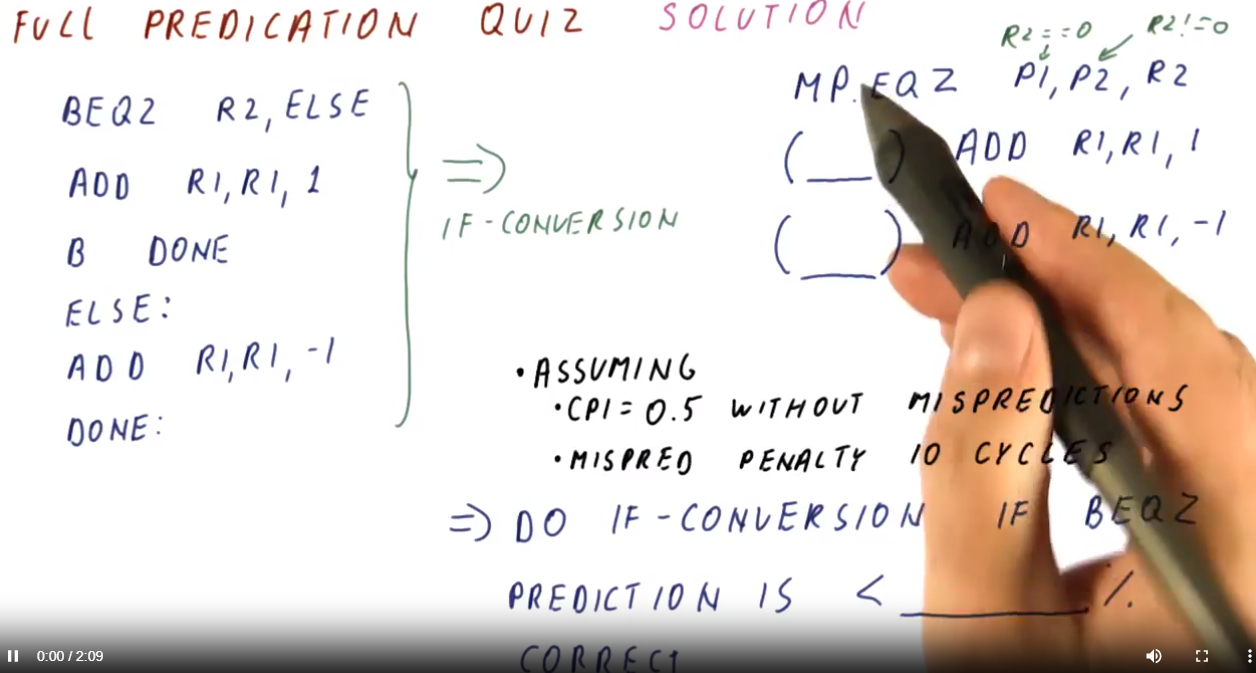 FULL PREDICATION QUIZ SOLUTION
BEQZ R2, ELSE
ADD R1, R1, 1
B DONE
ELSE:
ADD R1, R1, -1
DONE:
=>
IF-CONVERSION
R2==0 R2!=0
MP.EQZ P1, P2, R2
(__) ADD R1, R1, 1
(__) ADD R1, R1, -1
• ASSUMING
• CPI = 0.5 WITHOUT MISPREDICTIONS
• MISPRED PENALTY 10 CYCLES
=> DO IF-CONVERSION IF BEQZ
PREDICTION IS < ______ %
CORRECT
0:00 / 2:09